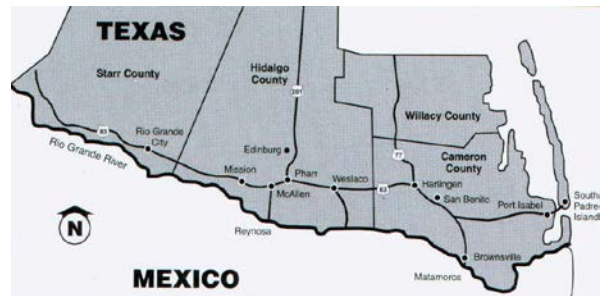 TEXAS
Starr County
Hidalgo
County
281
Willacy County
83
Rio Grande
City
Rio Grande River
Edinburg
77
Cameron
County
Mission
Pharr
McAllen
Weslaco
83
Harlingen
San Benito
Port Isabel
South
Padre
Island
Reynosa
N
Brownsville
Matamoros
MEXICO